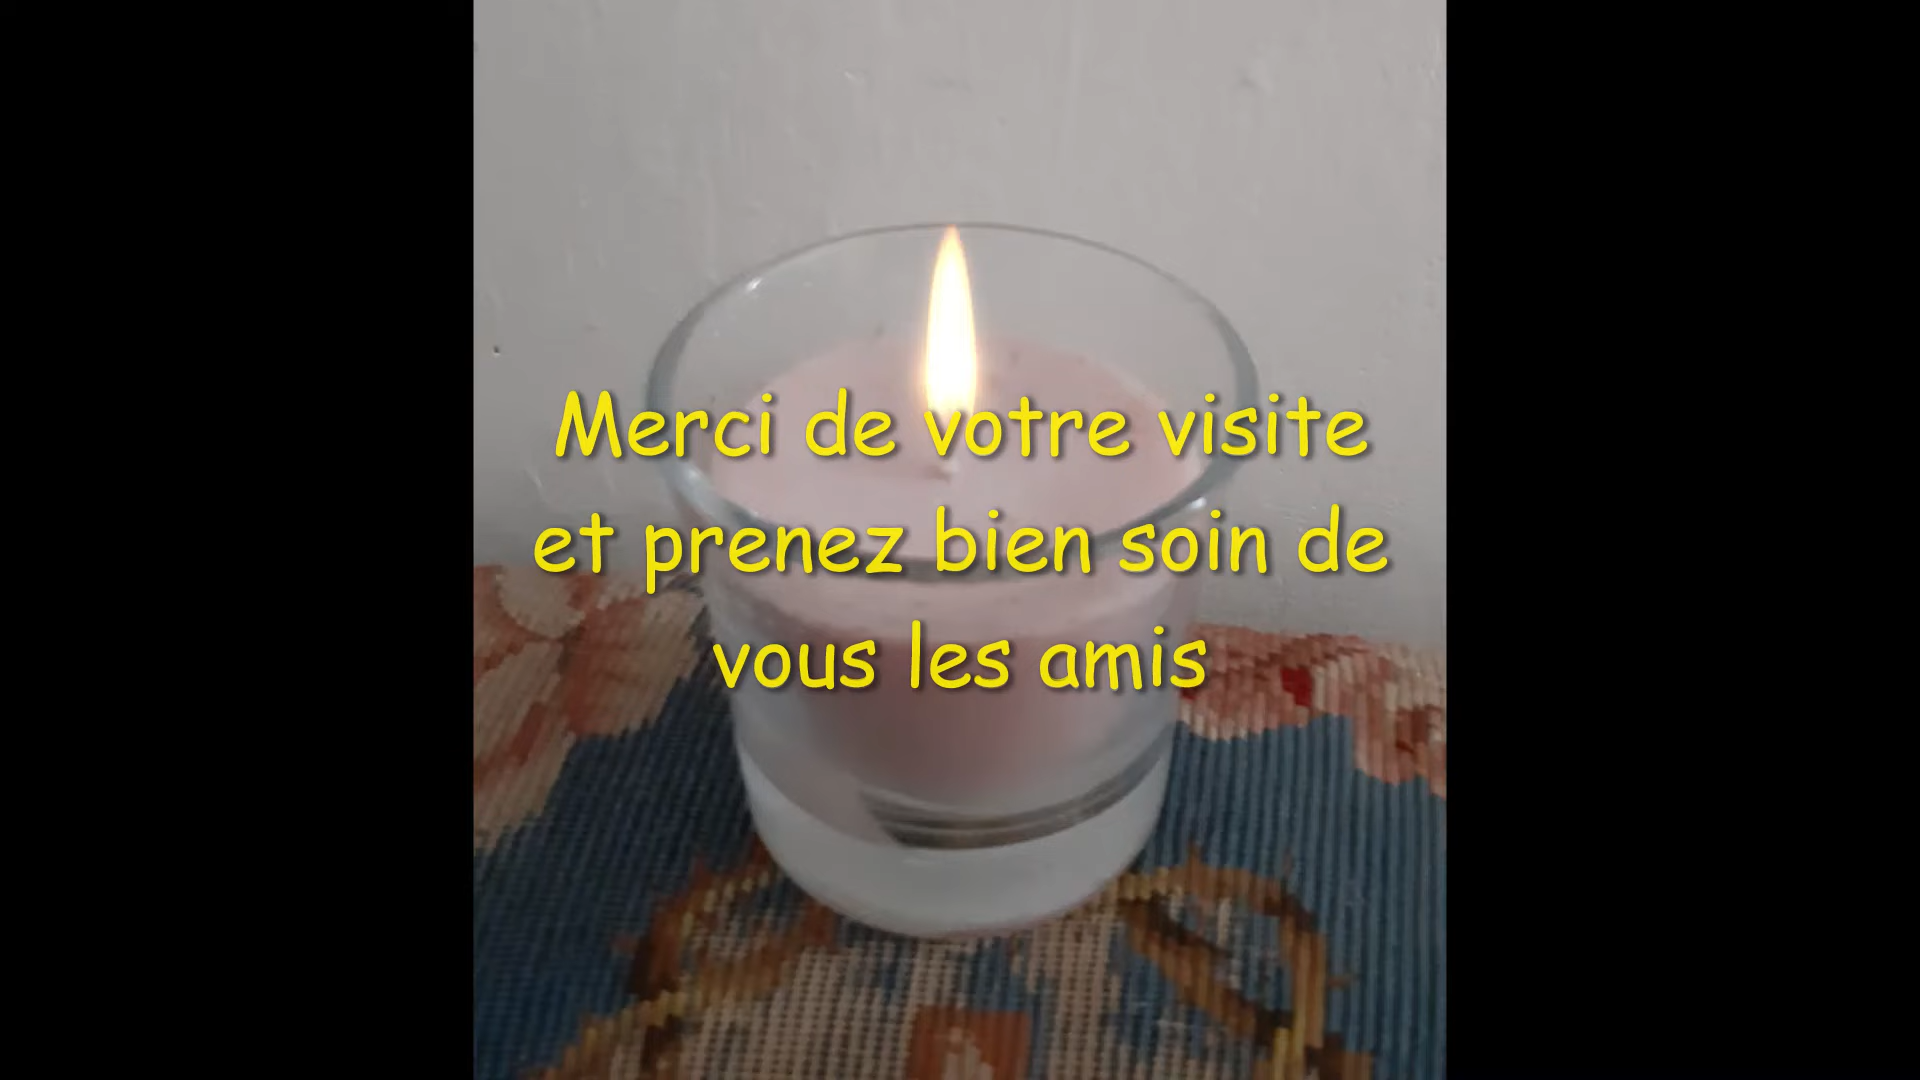 Merci de votre visite
et prenez bien soin de
vous les amis